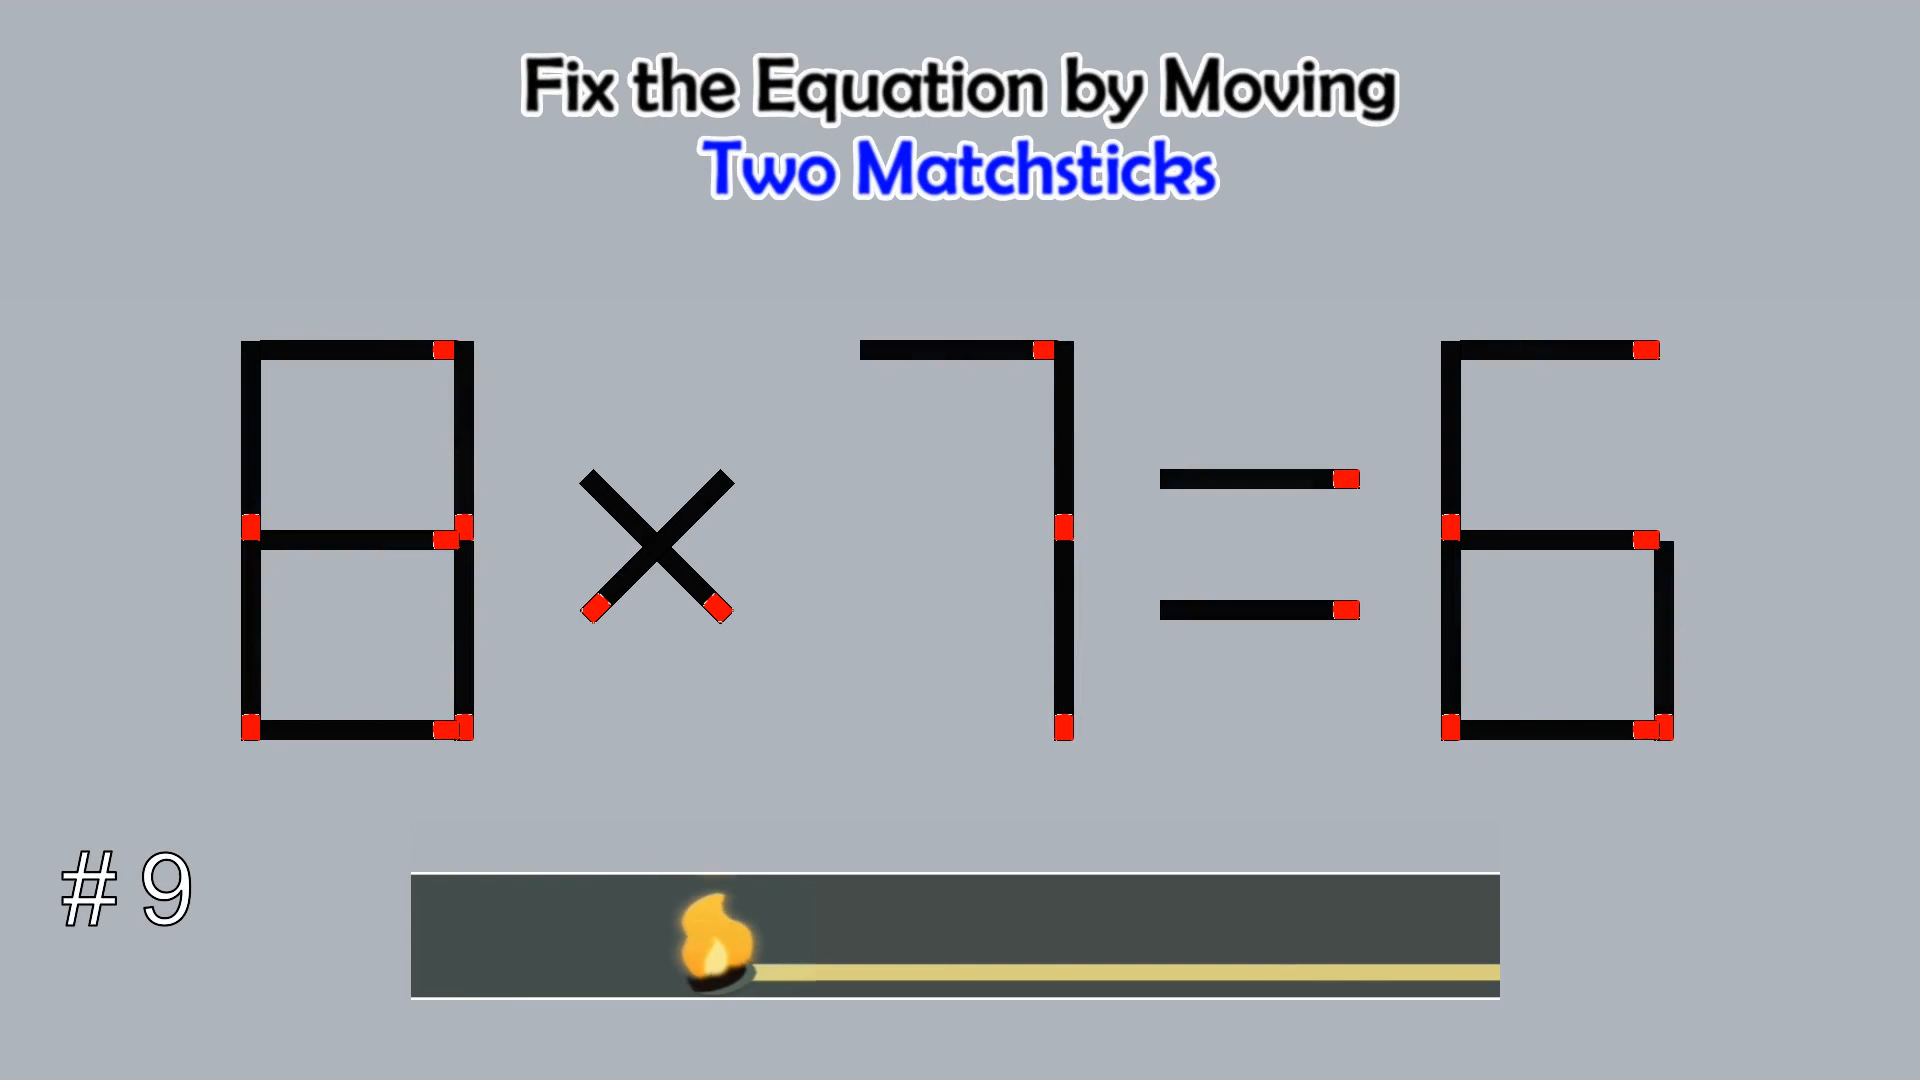 Fix the Equation by Moving
Two Matchsticks
8 × 7 = 6
# 9